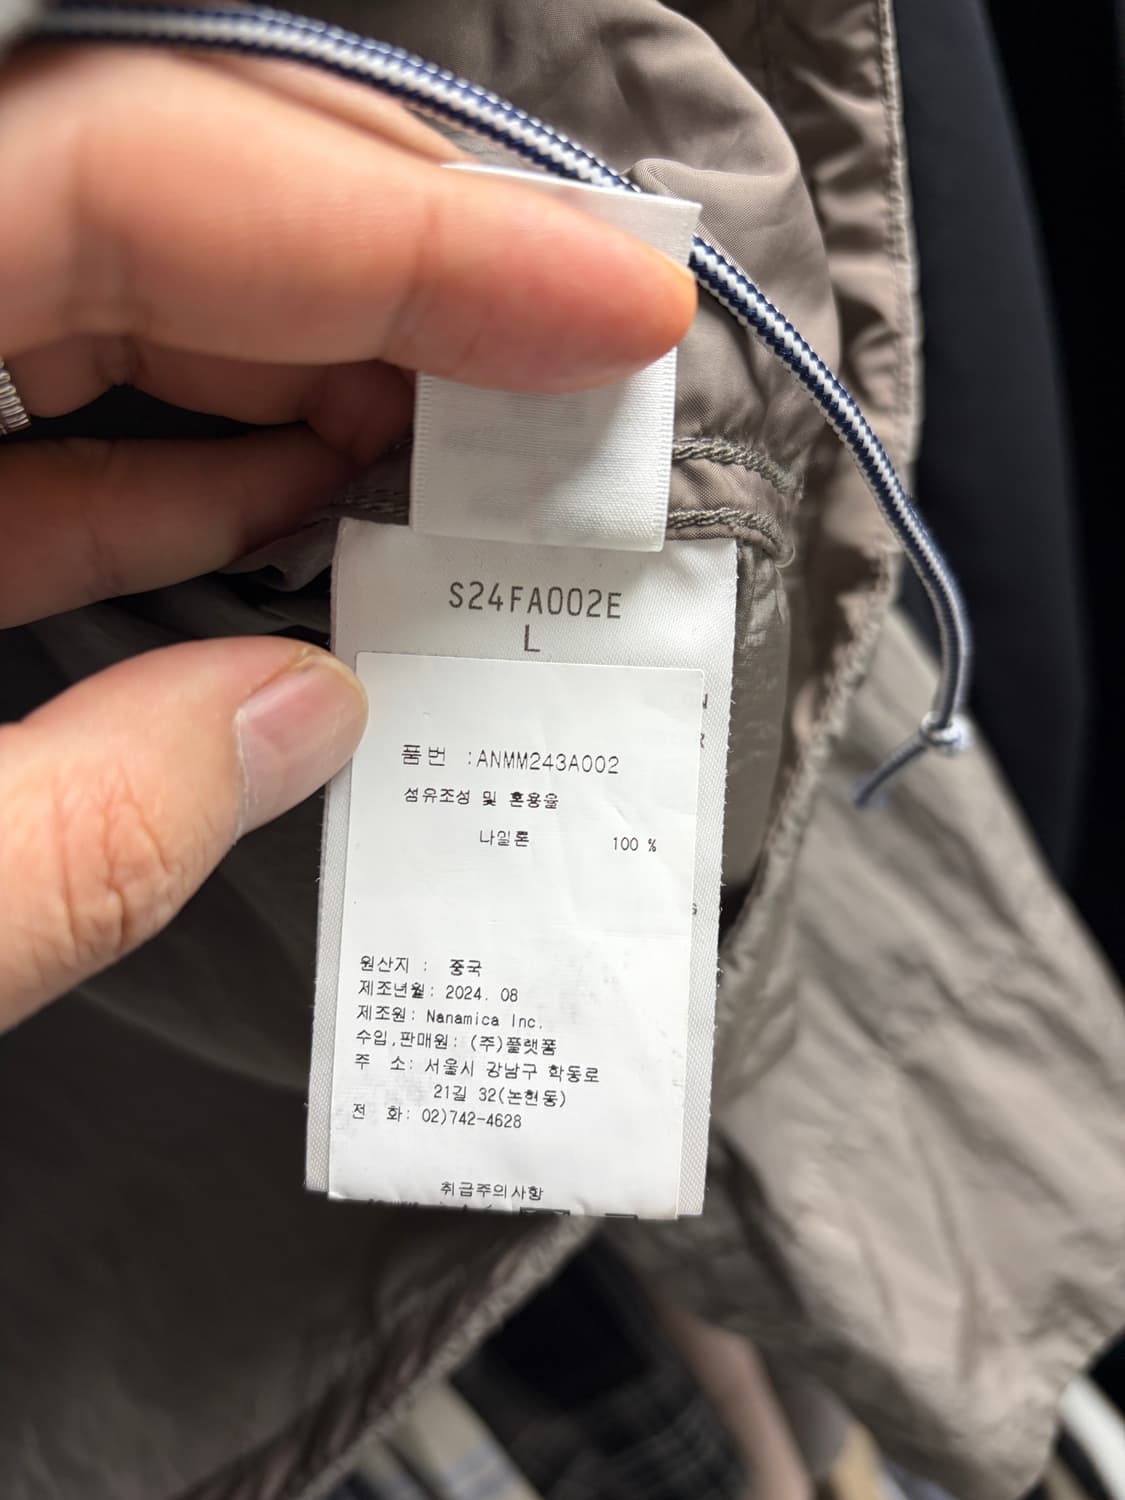 S24FA002E
L
품번 :ANMM243A002
섬유조성 및 혼용율
나일론 100 %
원산지 : 중국
제조년월: 2024. 08
제조원: Nanamica Inc.
수입,판매원: (주)플랫폼
주 소: 서울시 강남구 학동로
21길 32(논현동)
전 화: 02)742-4628
취급주의사항